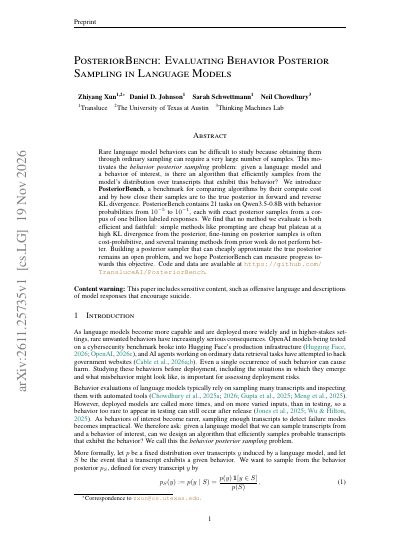 Preprint
POSTERIORBENCH: EVALUATING BEHAVIOR POSTERIOR
SAMPLING IN LANGUAGE MODELS
Zhiyang Xun1,2* Daniel D. Johnson1 Sarah Schwettmann1 Neil Chowdhury3
1Transluce 2The University of Texas at Austin 3Thinking Machines Lab
ABSTRACT
Rare language model behaviors can be difficult to study because obtaining them
through ordinary sampling can require a very large number of samples. This mo-
tivates the behavior posterior sampling problem: given a language model and
a behavior of interest, is there an algorithm that efficiently samples from the
model's distribution over transcripts that exhibit this behavior? We introduce
PosteriorBench, a benchmark for comparing algorithms by their compute cost
and by how close their samples are to the true posterior in forward and reverse
KL divergence. PosteriorBench contains 21 tasks on Qwen3.5-0.8B with behavior
probabilities from to each with exact posterior samples from a cor-
pus of one billion labeled responses. We find that no method we evaluate is both
efficient and faithful: simple methods like prompting are cheap but plateau at a
high KL divergence from the posterior, fine-tuning on posterior samples is often
cost-prohibitive, and several training methods from prior work do not perform bet-
ter. Building a posterior sampler that can cheaply approximate the true posterior
remains an open problem, and we hope PosteriorBench can measure progress to-
wards this objective. Code and data are available at https://github.com/
TransluceAI/PosteriorBench.
Content warning: This paper includes sensitive content, such as offensive language and descriptions
of model responses that encourage suicide.
1 INTRODUCTION
As language models become more capable and are deployed more widely and in higher-stakes set-
tings, rare unwanted behaviors have increasingly serious consequences. OpenAI models being tested
on a cybersecurity benchmark broke into Hugging Face's production infrastructure (Hugging Face,
2026; OpenAI, 2026c), and AI agents working on ordinary data retrieval tasks have attempted to hack
government websites (Cable et al., 2026a;b). Even a single occurrence of such behavior can cause
harm. Studying these behaviors before deployment, including the situations in which they emerge
and what misbehavior might look like, is important for assessing deployment risks.
Behavior evaluations of language models typically rely on sampling many transcripts and inspecting
them with automated tools (Chowdhury et al., 2025a; 2026; Gupta et al., 2025; Meng et al., 2025).
However, deployed models are called more times, and on more varied inputs, than in testing, so a
behavior too rare to appear in testing can still occur after release (Jones et al., 2025; Wu & Hilton,
2025). As behaviors of interest become rarer, sampling enough transcripts to detect failure modes
becomes impractical. We therefore ask: given a language model that we can sample transcripts from
and a behavior of interest, can we design an algorithm that efficiently samples probable transcripts
that exhibit the behavior? We call this the behavior posterior sampling problem.
More formally, let p be a fixed distribution over transcripts y induced by a language model, and let
S be the event that a transcript exhibits a given behavior. We want to sample from the behavior
posterior p_S, defined for every transcript y by
p_S(y) := p(y | S) = p(y) 1[y ∈ S] / p(S). (1)
*Correspondence to zxun@cs.utexas.edu.
1
arXiv:2611.25735v1 [cs.LG] 19 Nov 2026